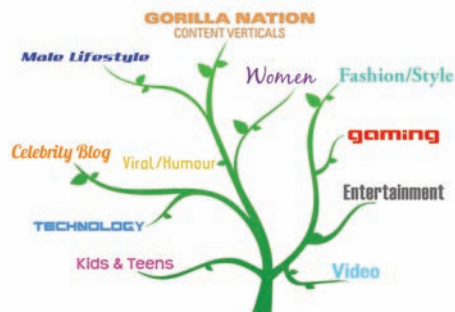 GORILLA NATION
CONTENT VERTICALS
Male Lifestyle
Women
Fashion/Style
gaming
Celebrity Blog
Viral/Humour
Entertainment
TECHNOLOGY
Kids & Teens
Video